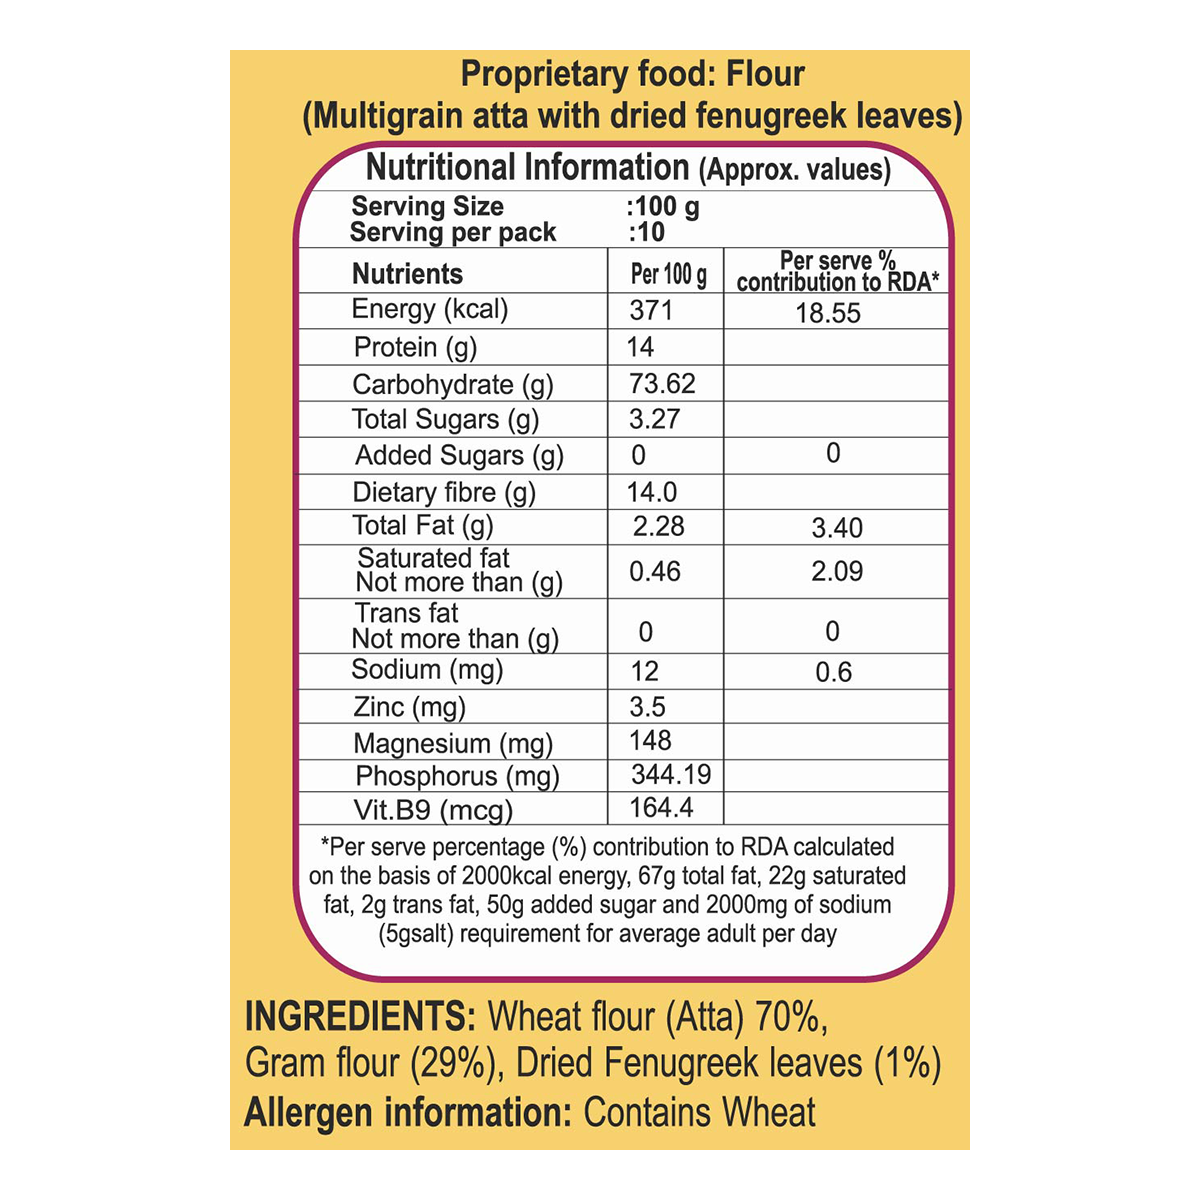 Proprietary food: Flour
(Multigrain atta with dried fenugreek leaves)
Nutritional Information (Approx. values)
Serving Size :100 g
Serving per pack :10
Nutrients Per 100 g Per serve % contribution to RDA*
Energy (kcal) 371 18.55
Protein (g) 14
Carbohydrate (g) 73.62
Total Sugars (g) 3.27
Added Sugars (g) 0 0
Dietary fibre (g) 14.0
Total Fat (g) 2.28 3.40
Saturated fat
Not more than (g) 0.46 2.09
Trans fat
Not more than (g) 0 0
Sodium (mg) 12 0.6
Zinc (mg) 3.5
Magnesium (mg) 148
Phosphorus (mg) 344.19
Vit.B9 (mcg) 164.4
*Per serve percentage (%) contribution to RDA calculated
on the basis of 2000kcal energy, 67g total fat, 22g saturated
fat, 2g trans fat, 50g added sugar and 2000mg of sodium
(5gsalt) requirement for average adult per day
INGREDIENTS: Wheat flour (Atta) 70%,
Gram flour (29%), Dried Fenugreek leaves (1%)
Allergen information: Contains Wheat